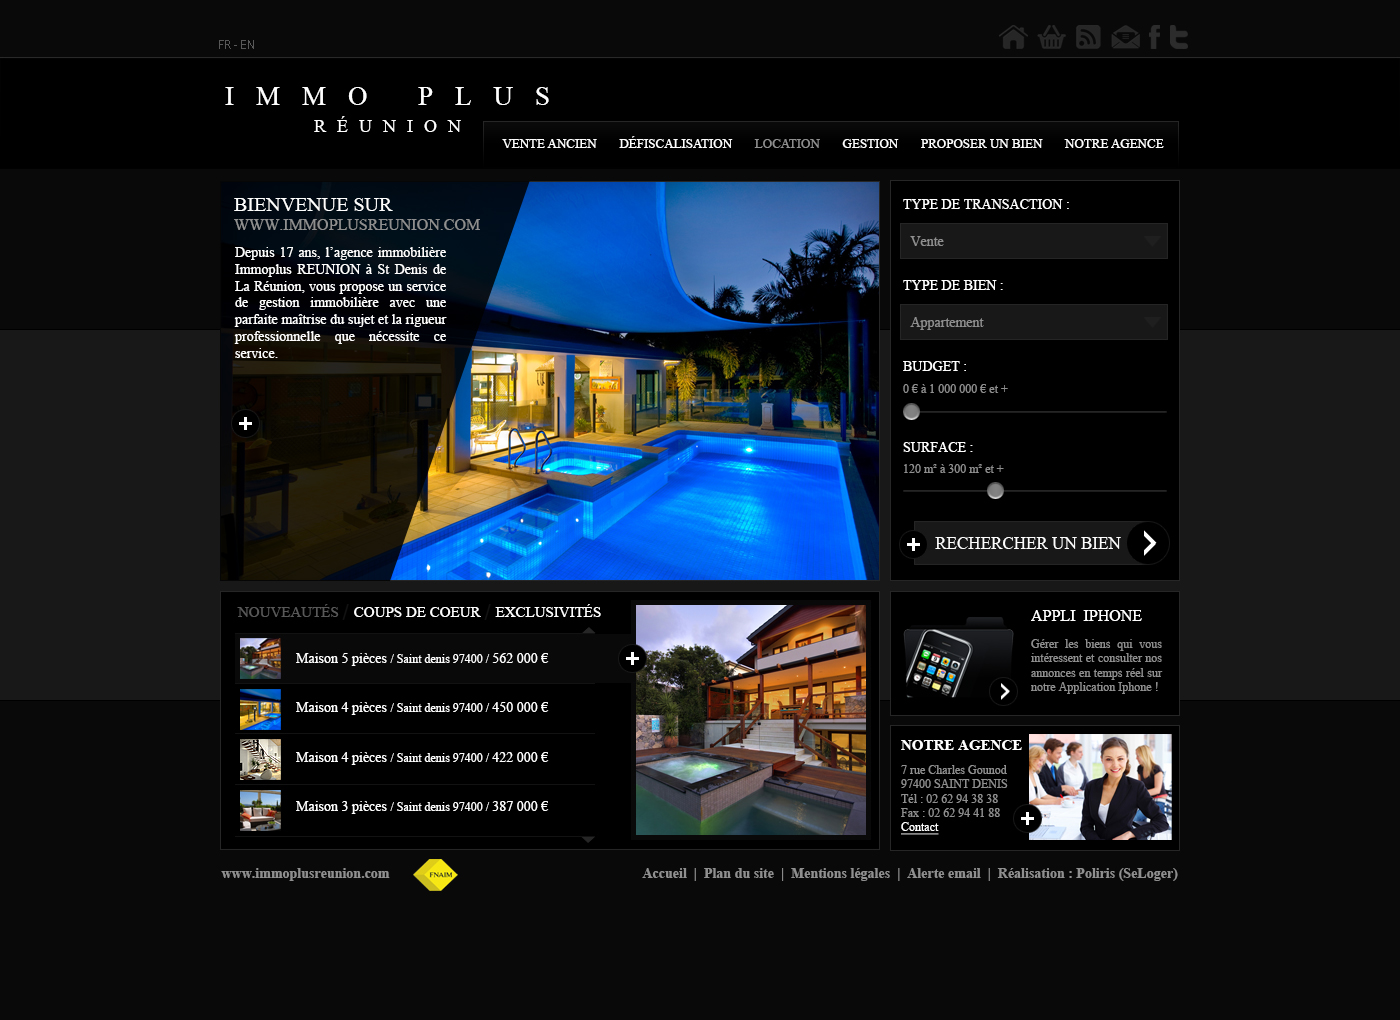 FR - EN
IMMO PLUS
RÉUNION
VENTE ANCIEN
DÉFISCALISATION
LOCATION
GESTION
PROPOSER UN BIEN
NOTRE AGENCE
BIENVENUE SUR
WWW.IMMOPLUSREUNION.COM
Depuis 17 ans, l’agence immobilière
Immoplus REUNION à St Denis de
La Réunion, vous propose un service
de gestion immobilière avec une
parfaite maîtrise du sujet et la rigueur
professionnelle que nécessite ce
service.
TYPE DE TRANSACTION :
Vente
TYPE DE BIEN :
Appartement
BUDGET :
0 € à 1 000 000 € et +
SURFACE :
120 m² à 300 m² et +
RECHERCHER UN BIEN
NOUVEAUTÉS / COUPS DE COEUR / EXCLUSIVITÉS
Maison 5 pièces / Saint denis 97400 / 562 000 €
Maison 4 pièces / Saint denis 97400 / 450 000 €
Maison 4 pièces / Saint denis 97400 / 422 000 €
Maison 3 pièces / Saint denis 97400 / 387 000 €
APPLI IPHONE
Gérer les biens qui vous
intéressent et consulter nos
annonces en temps réel sur
notre Application Iphone !
NOTRE AGENCE
7 rue Charles Gounod
97400 SAINT DENIS
Tél : 02 62 94 38 38
Fax : 02 62 94 41 88
Contact
www.immoplusreunion.com
FNAIM
Accueil | Plan du site | Mentions légales | Alerte email | Réalisation : Poliris (SeLoger)